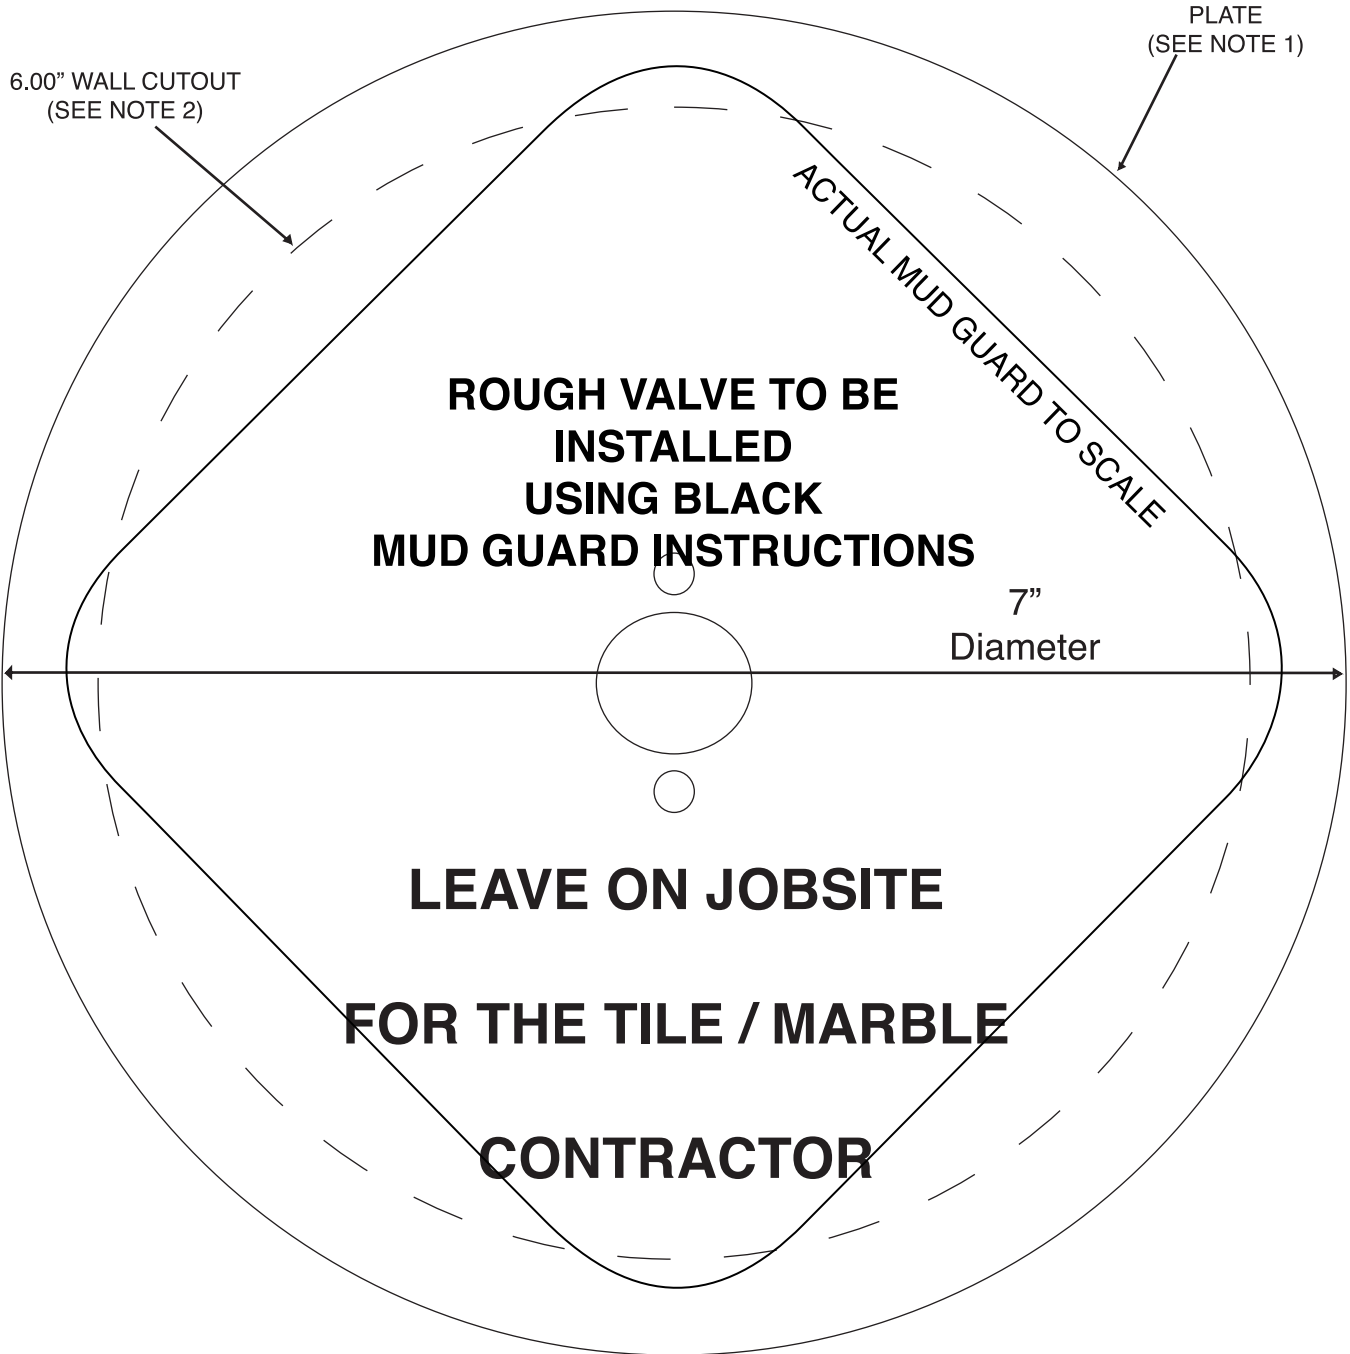 PLATE
(SEE NOTE 1)
6.00” WALL CUTOUT
(SEE NOTE 2)
ACTUAL MUD GUARD TO SCALE
ROUGH VALVE TO BE
INSTALLED
USING BLACK
MUD GUARD INSTRUCTIONS
7”
Diameter
LEAVE ON JOBSITE
FOR THE TILE / MARBLE
CONTRACTOR